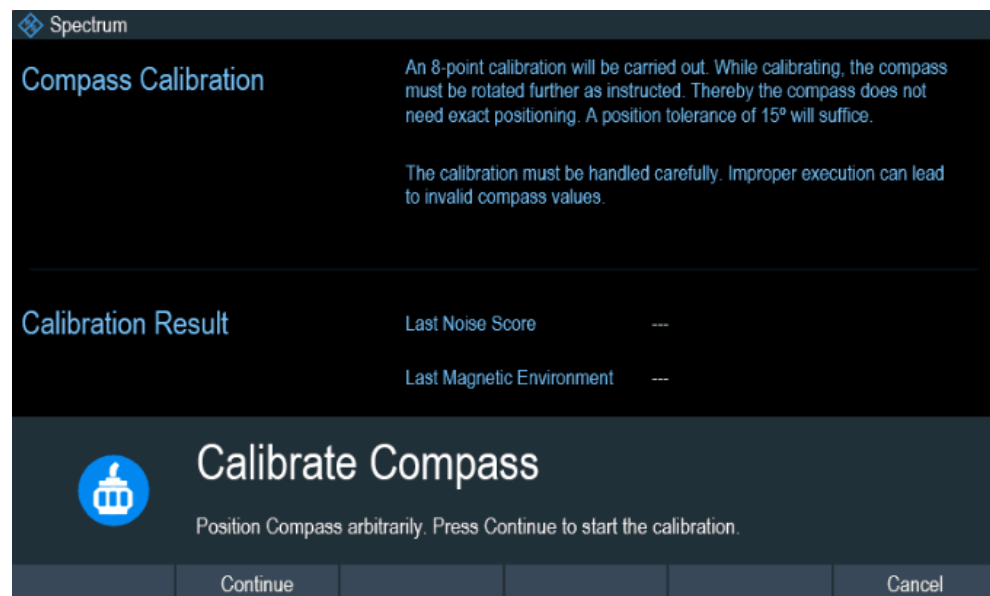 Spectrum
Compass Calibration
An 8-point calibration will be carried out. While calibrating, the compass
must be rotated further as instructed. Thereby the compass does not
need exact positioning. A position tolerance of 15º will suffice.
The calibration must be handled carefully. Improper execution can lead
to invalid compass values.
Calibration Result
Last Noise Score ---
Last Magnetic Environment ---
Calibrate Compass
Position Compass arbitrarily. Press Continue to start the calibration.
Continue Cancel